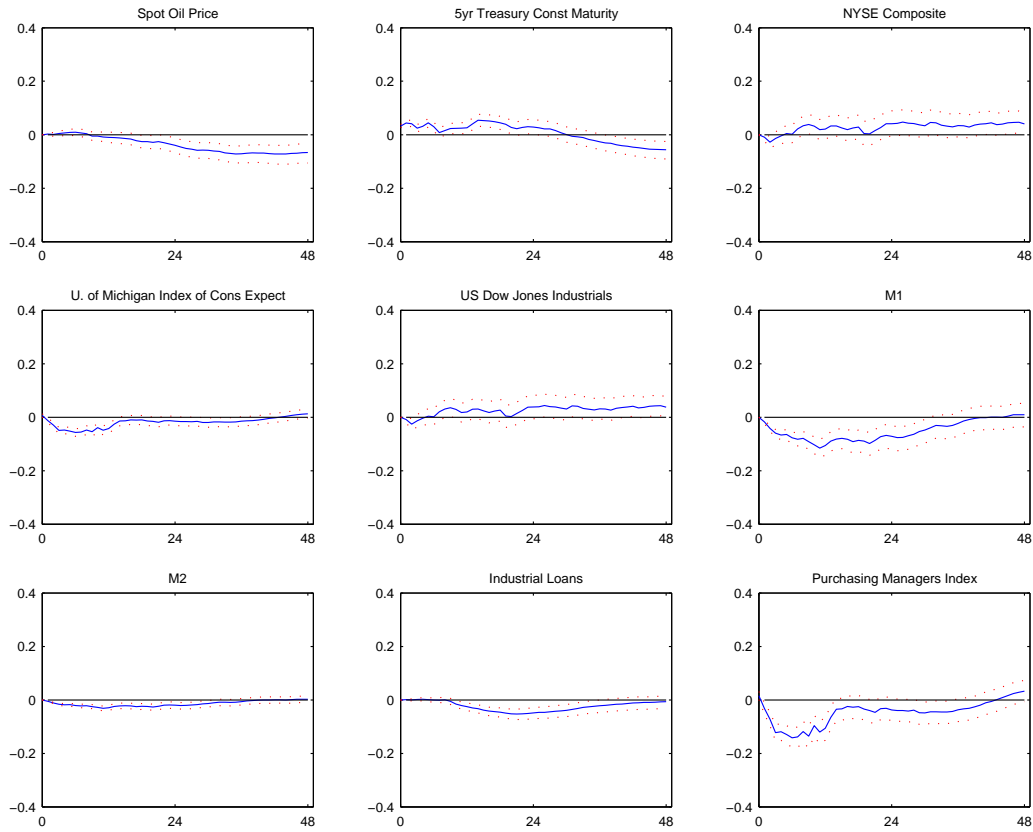 Spot Oil Price
0.4
0.2
0
−0.2
−0.4
0 24 48
5yr Treasury Const Maturity
0.4
0.2
0
−0.2
−0.4
0 24 48
NYSE Composite
0.4
0.2
0
−0.2
−0.4
0 24 48
U. of Michigan Index of Cons Expect
0.4
0.2
0
−0.2
−0.4
0 24 48
US Dow Jones Industrials
0.4
0.2
0
−0.2
−0.4
0 24 48
M1
0.4
0.2
0
−0.2
−0.4
0 24 48
M2
0.4
0.2
0
−0.2
−0.4
0 24 48
Industrial Loans
0.4
0.2
0
−0.2
−0.4
0 24 48
Purchasing Managers Index
0.4
0.2
0
−0.2
−0.4
0 24 48